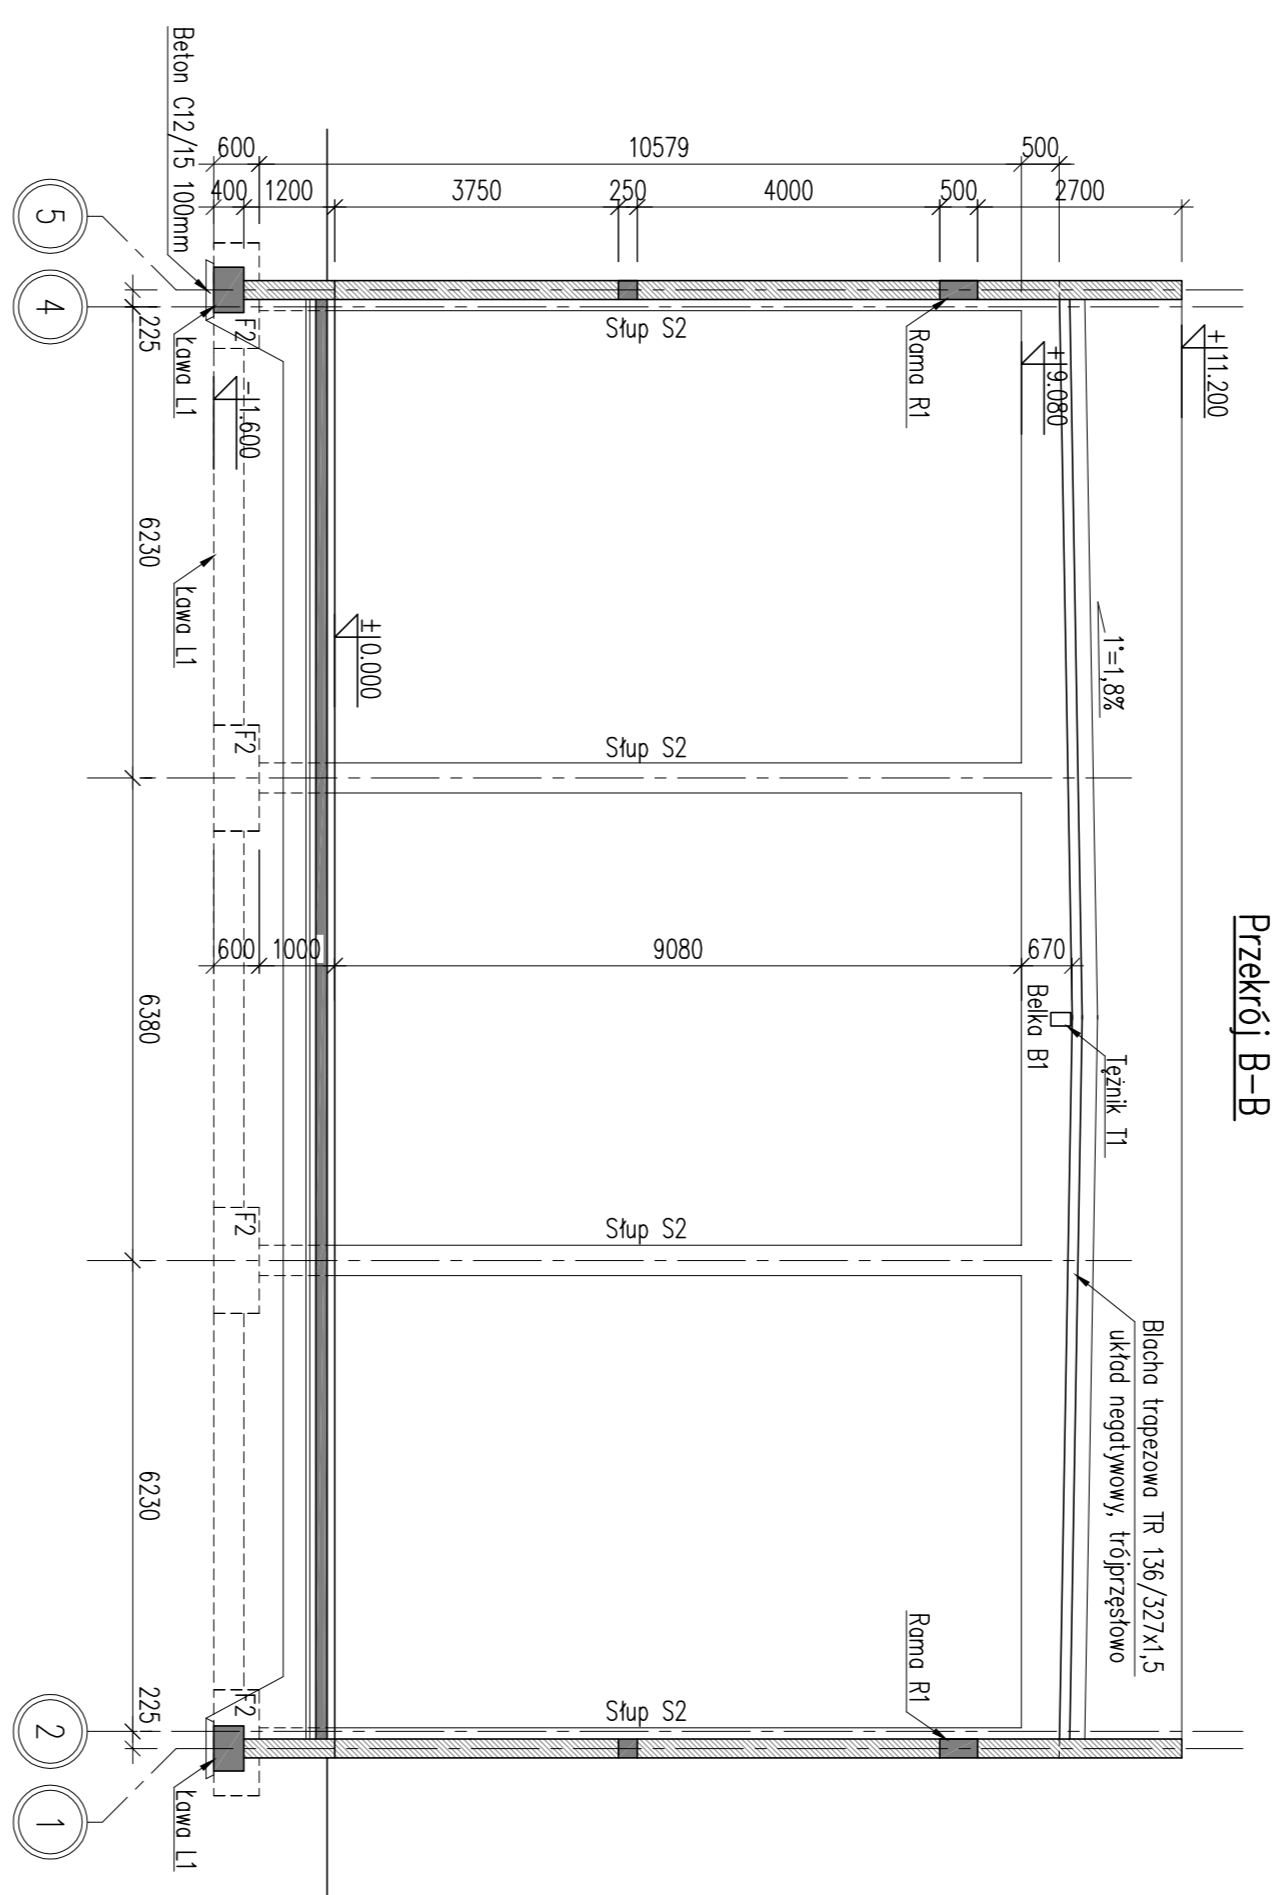 Przekrój B–B
+11.200
+9.080
±0.000
-1.600
1°=1,8%
Tężnik T1
Belka B1
Blacha trapezowa TR 136/327x1,5
układ negatywowy, trójprzęsłowo
Rama R1
Rama R1
Słup S2
Słup S2
Słup S2
Słup S2
600
10579
500
400
1200
3750
250
4000
500
2700
600
1000
9080
670
F2
F2
F2
F2
Ława L1
Ława L1
Ława L1
Beton C12/15 100mm
225
6230
6380
6230
225
5
4
2
1